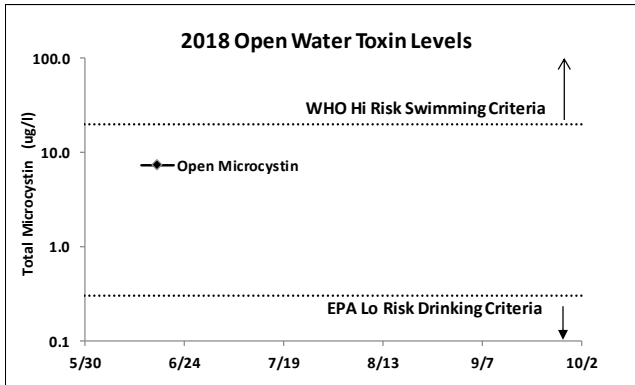 2018 Open Water Toxin Levels
100.0
WHO Hi Risk Swimming Criteria
10.0
Open Microcystin
Total Microcystin (ug/l)
1.0
EPA Lo Risk Drinking Criteria
0.1
5/30 6/24 7/19 8/13 9/7 10/2